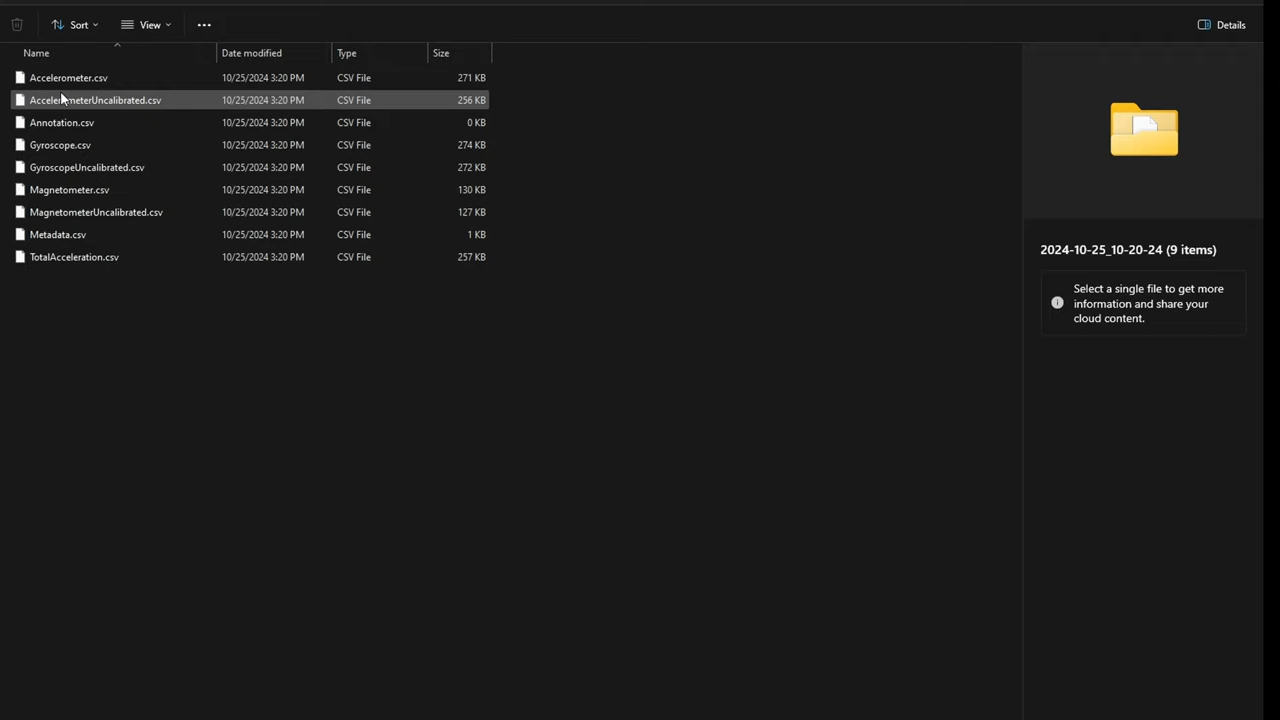 Sort View ••• Details
Name Date modified Type Size
Accelerometer.csv 10/25/2024 3:20 PM CSV File 271 KB
AccelerometerUncalibrated.csv 10/25/2024 3:20 PM CSV File 256 KB
Annotation.csv 10/25/2024 3:20 PM CSV File 0 KB
Gyroscope.csv 10/25/2024 3:20 PM CSV File 274 KB
GyroscopeUncalibrated.csv 10/25/2024 3:20 PM CSV File 272 KB
Magnetometer.csv 10/25/2024 3:20 PM CSV File 130 KB
MagnetometerUncalibrated.csv 10/25/2024 3:20 PM CSV File 127 KB
Metadata.csv 10/25/2024 3:20 PM CSV File 1 KB
TotalAcceleration.csv 10/25/2024 3:20 PM CSV File 257 KB
2024-10-25_10-20-24 (9 items)
Select a single file to get more
information and share your
cloud content.